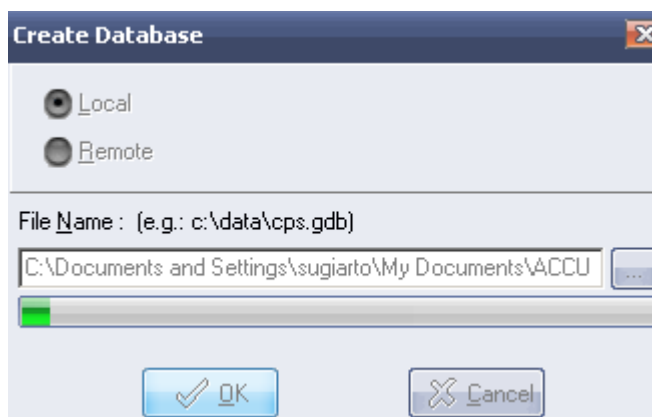 Create Database
Local
Remote
File Name : (e.g.: c:\data\cps.gdb)
C:\Documents and Settings\sugiarto\My Documents\ACCU
...
OK
Cancel